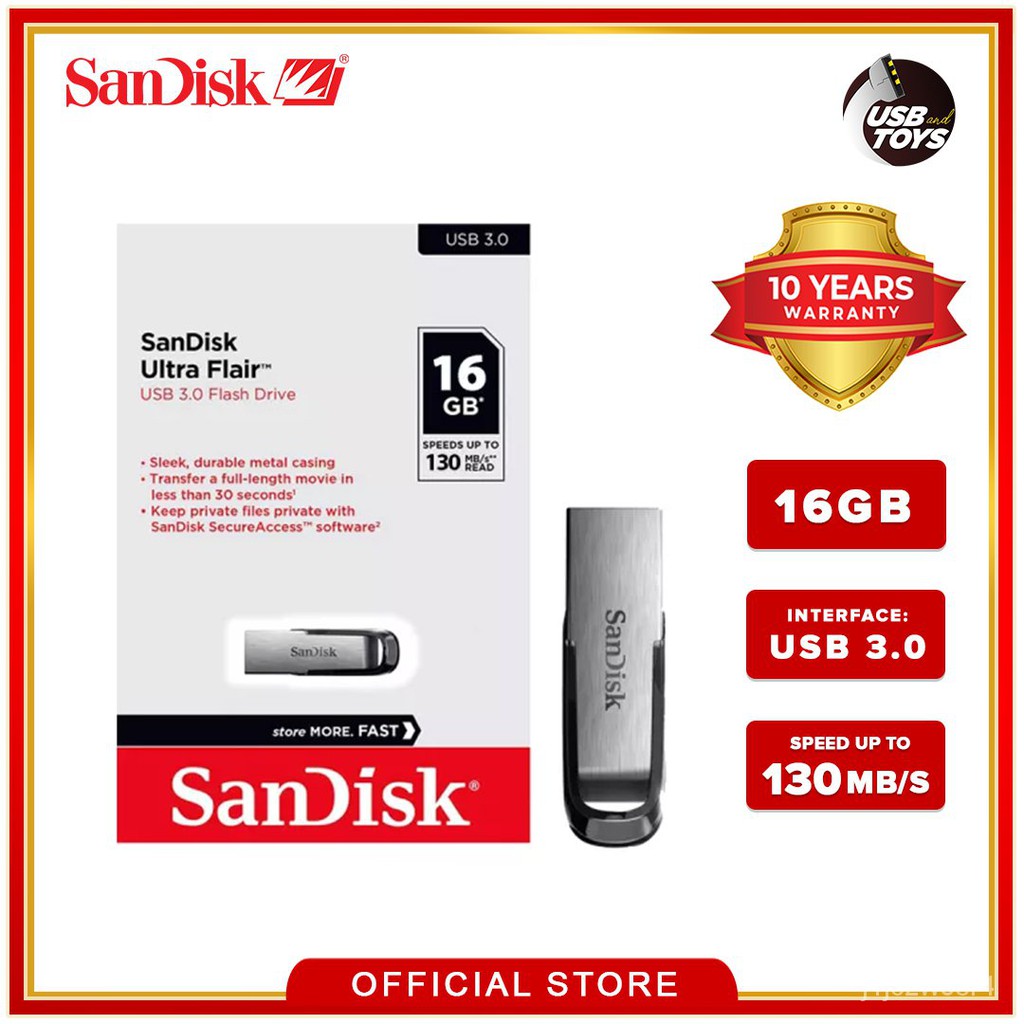 SanDisk®
USB and
TOYS
10 YEARS
WARRANTY
USB 3.0
SanDisk
Ultra Flair™
USB 3.0 Flash Drive
16
GB*
SPEEDS UP TO
130 MB/s**
READ
• Sleek, durable metal casing
• Transfer a full-length movie in
less than 30 seconds¹
• Keep private files private with
SanDisk SecureAccess™ software²
SanDisk
store MORE. FAST
SanDisk®
SanDisk
16GB
INTERFACE:
USB 3.0
SPEED UP TO
130MB/S
OFFICIAL STORE